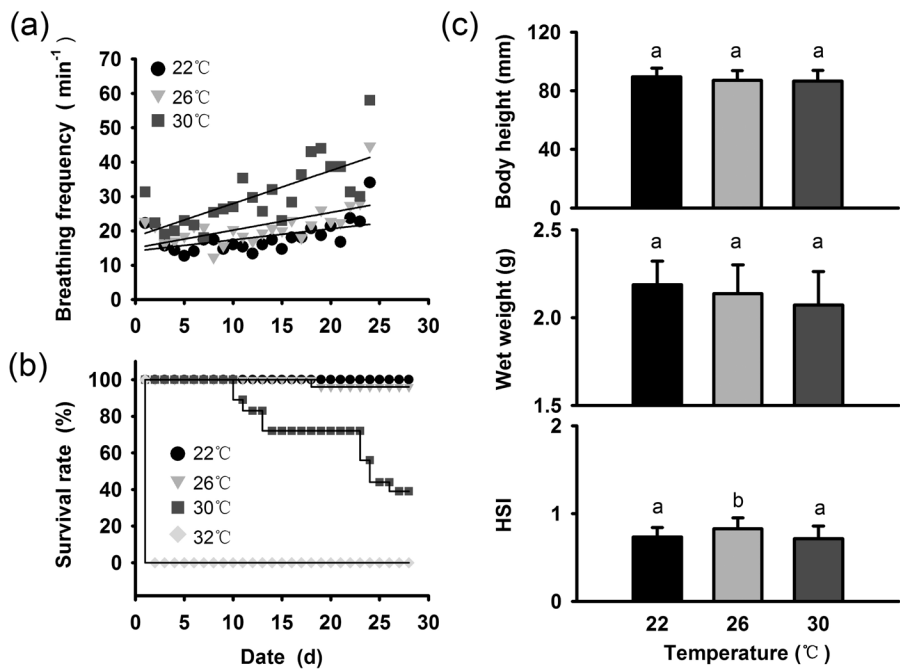 (a)
Breathing frequency ( min⁻¹)
70
60
50
40
30
20
10
0
22℃
26℃
30℃
0 5 10 15 20 25 30
(b)
Survival rate (%)
100
80
60
40
20
0
22℃
26℃
30℃
32℃
0 5 10 15 20 25 30
Date (d)
(c)
Body height (mm)
120
80
40
0
a a a
Wet weight (g)
2.5
2.0
1.5
a a a
HSI
2
1
0
a b a
22 26 30
Temperature (℃)